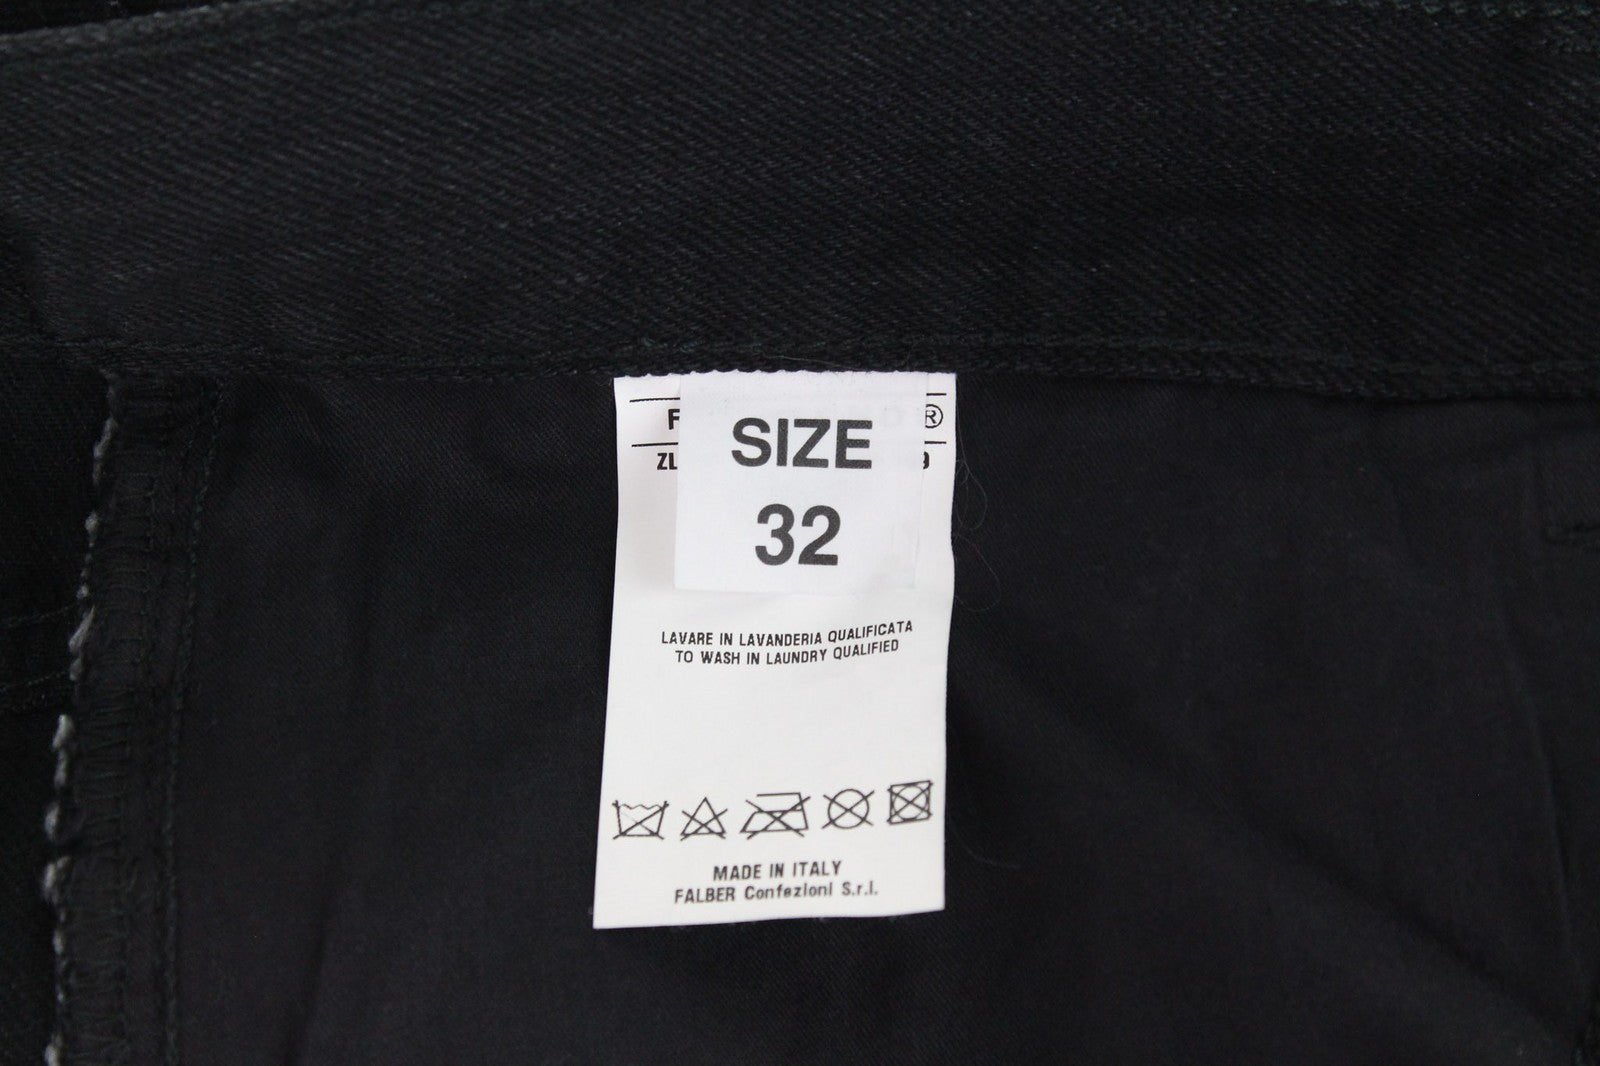 SIZE
32
LAVARE IN LAVANDERIA QUALIFICATA
TO WASH IN LAUNDRY QUALIFIED
MADE IN ITALY
FALBER Confezioni S.r.l.